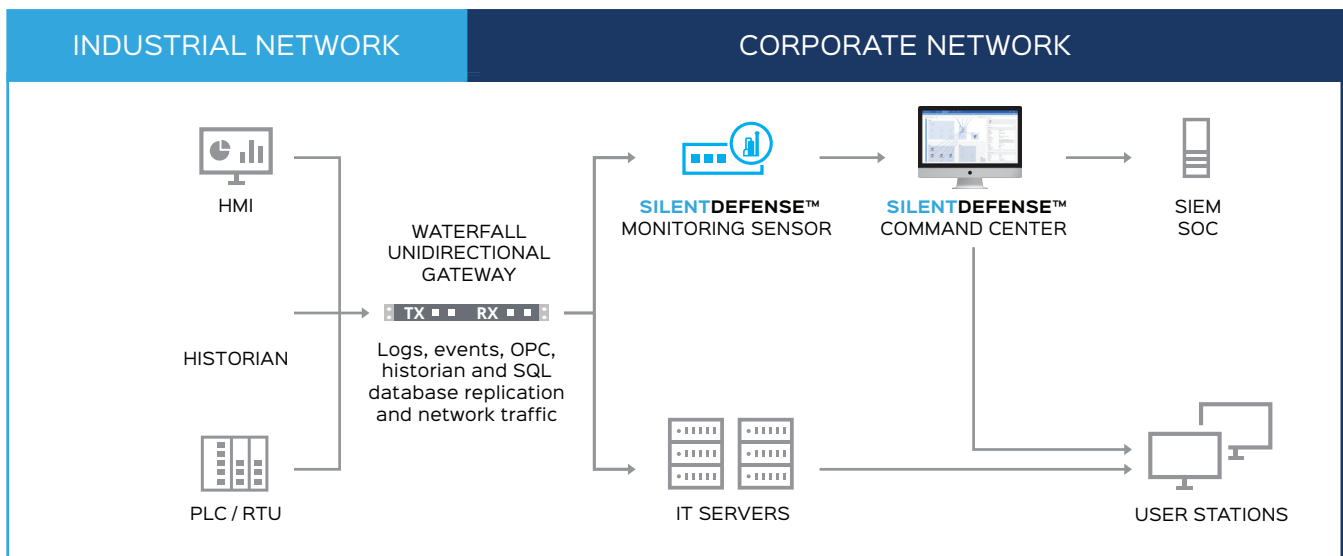 INDUSTRIAL NETWORK
CORPORATE NETWORK
HMI
HISTORIAN
PLC / RTU
WATERFALL
UNIDIRECTIONAL
GATEWAY
TX RX
Logs, events, OPC,
historian and SQL
database replication
and network traffic
SILENTDEFENSE™
MONITORING SENSOR
SILENTDEFENSE™
COMMAND CENTER
SIEM
SOC
IT SERVERS
USER STATIONS